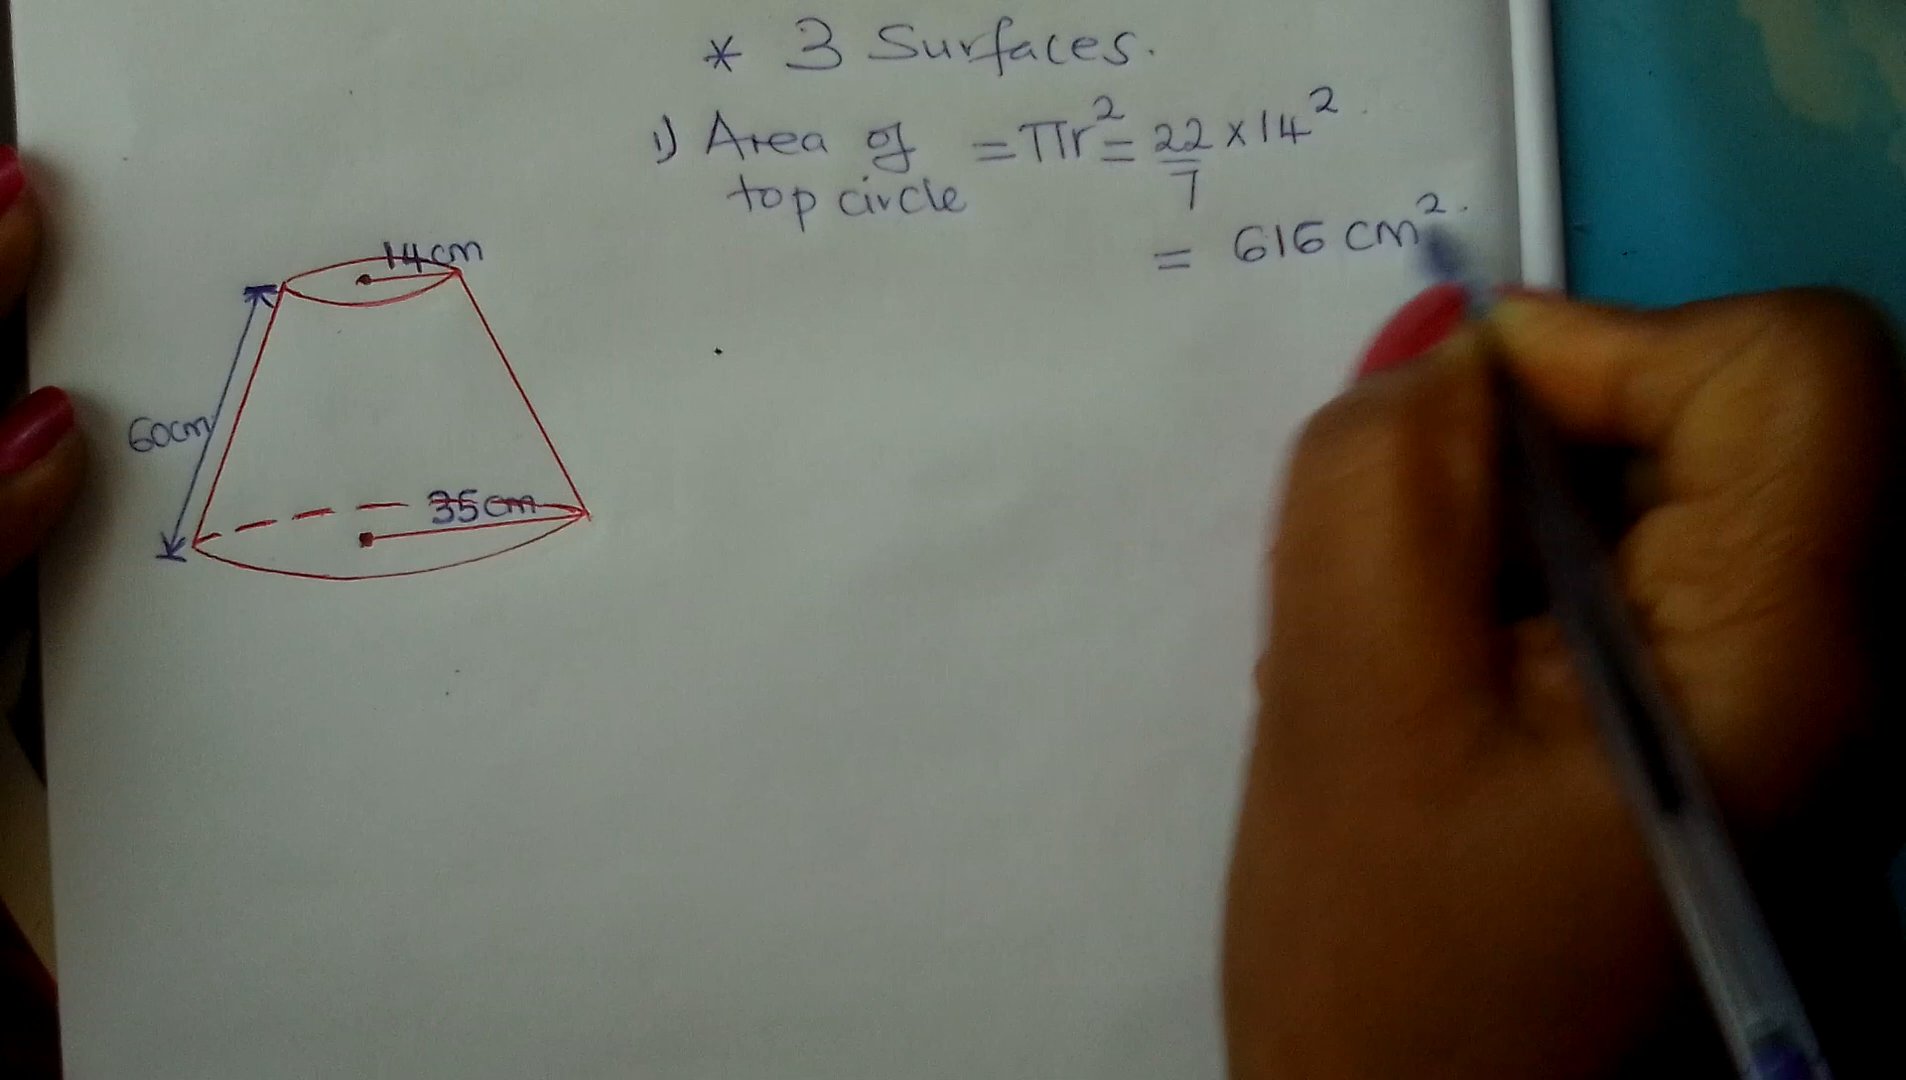 * 3 Surfaces.
1) Area of = πr² = 22/7 x 14²
top circle
= 616 cm².
14cm
60cm
35cm